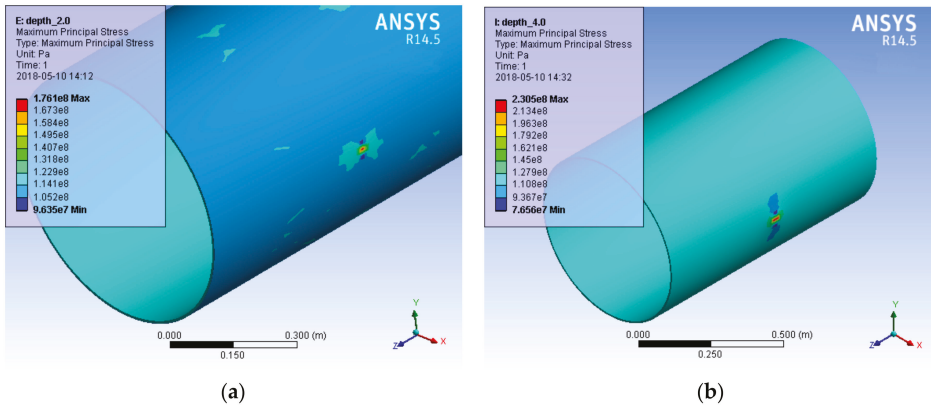 E: depth_2.0
Maximum Principal Stress
Type: Maximum Principal Stress
Unit: Pa
Time: 1
2018-05-10 14:12
1.761e8 Max
1.673e8
1.584e8
1.495e8
1.407e8
1.318e8
1.229e8
1.141e8
1.052e8
9.635e7 Min
ANSYS
R14.5
0.000
0.300 (m)
0.150
Y
Z
X
(a)
I: depth_4.0
Maximum Principal Stress
Type: Maximum Principal Stress
Unit: Pa
Time: 1
2018-05-10 14:32
2.305e8 Max
2.134e8
1.963e8
1.792e8
1.621e8
1.45e8
1.279e8
1.108e8
9.367e7
7.656e7 Min
ANSYS
R14.5
0.000
0.500 (m)
0.250
Y
Z
X
(b)